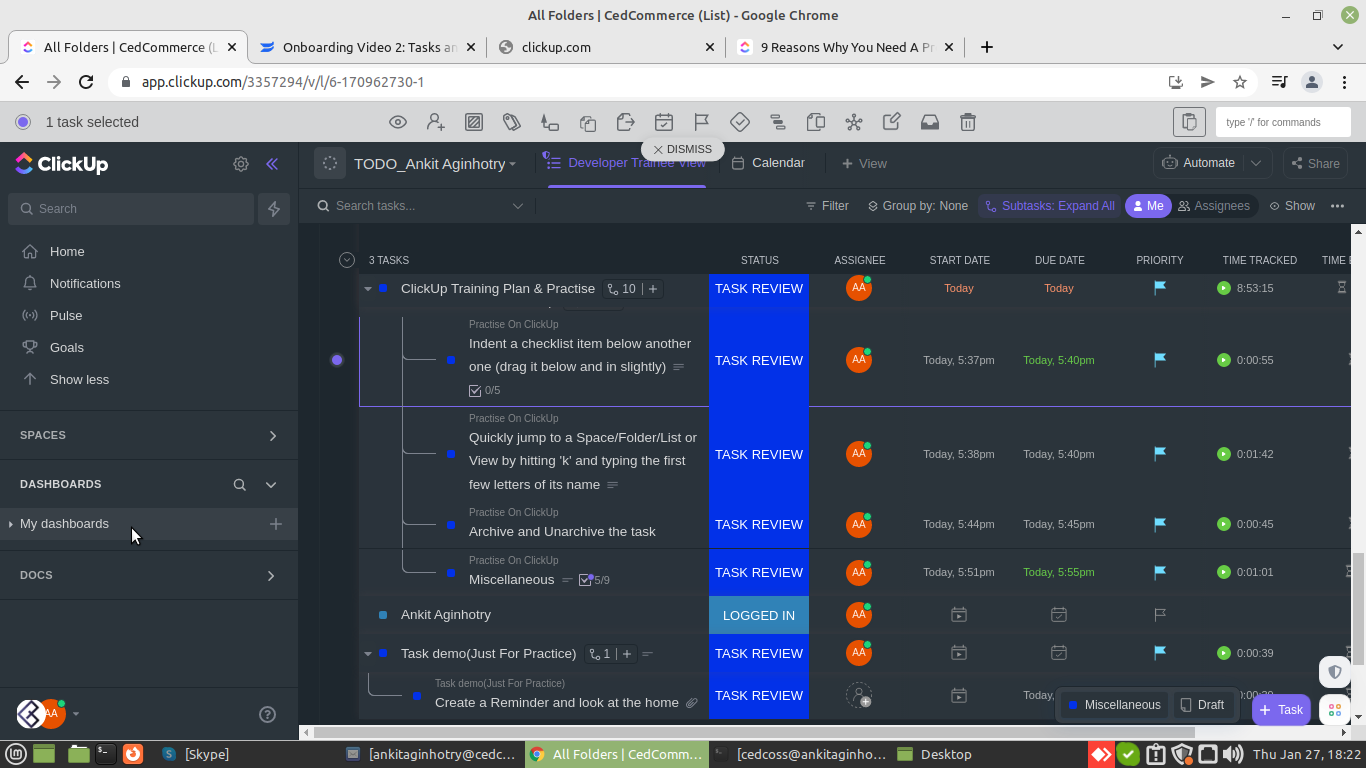 All Folders | CedCommerce (List) - Google Chrome
All Folders | CedCommerce (L
Onboarding Video 2: Tasks an
clickup.com
9 Reasons Why You Need A Pr
app.clickup.com/3357294/v/l/6-170962730-1
1 task selected
type '/' for commands
DISMISS
ClickUp
TODO_Ankit Aginhotry
Developer Trainee View
Calendar
View
Automate
Share
Search
Search tasks...
Filter
Group by: None
Subtasks: Expand All
Me
Assignees
Show
Home
Notifications
Pulse
Goals
Show less
SPACES
DASHBOARDS
My dashboards
DOCS
AA
3 TASKS
STATUS
ASSIGNEE
START DATE
DUE DATE
PRIORITY
TIME TRACKED
TIME E
ClickUp Training Plan & Practise
10
TASK REVIEW
AA
Today
Today
8:53:15
Practise On ClickUp
Indent a checklist item below another
one (drag it below and in slightly)
0/5
TASK REVIEW
AA
Today, 5:37pm
Today, 5:40pm
0:00:55
Practise On ClickUp
Quickly jump to a Space/Folder/List or
View by hitting 'k' and typing the first
few letters of its name
TASK REVIEW
AA
Today, 5:38pm
Today, 5:40pm
0:01:42
Practise On ClickUp
Archive and Unarchive the task
TASK REVIEW
AA
Today, 5:44pm
Today, 5:45pm
0:00:45
Practise On ClickUp
Miscellaneous
5/9
TASK REVIEW
AA
Today, 5:51pm
Today, 5:55pm
0:01:01
Ankit Aginhotry
LOGGED IN
AA
Task demo(Just For Practice)
1
TASK REVIEW
AA
0:00:39
Task demo(Just For Practice)
Create a Reminder and look at the home
TASK REVIEW
Today,
Miscellaneous
Draft
Task
[Skype]
[ankitaginhotry@cedc...
All Folders | CedComm...
[cedcoss@ankitaginho...
Desktop
Thu Jan 27, 18:22